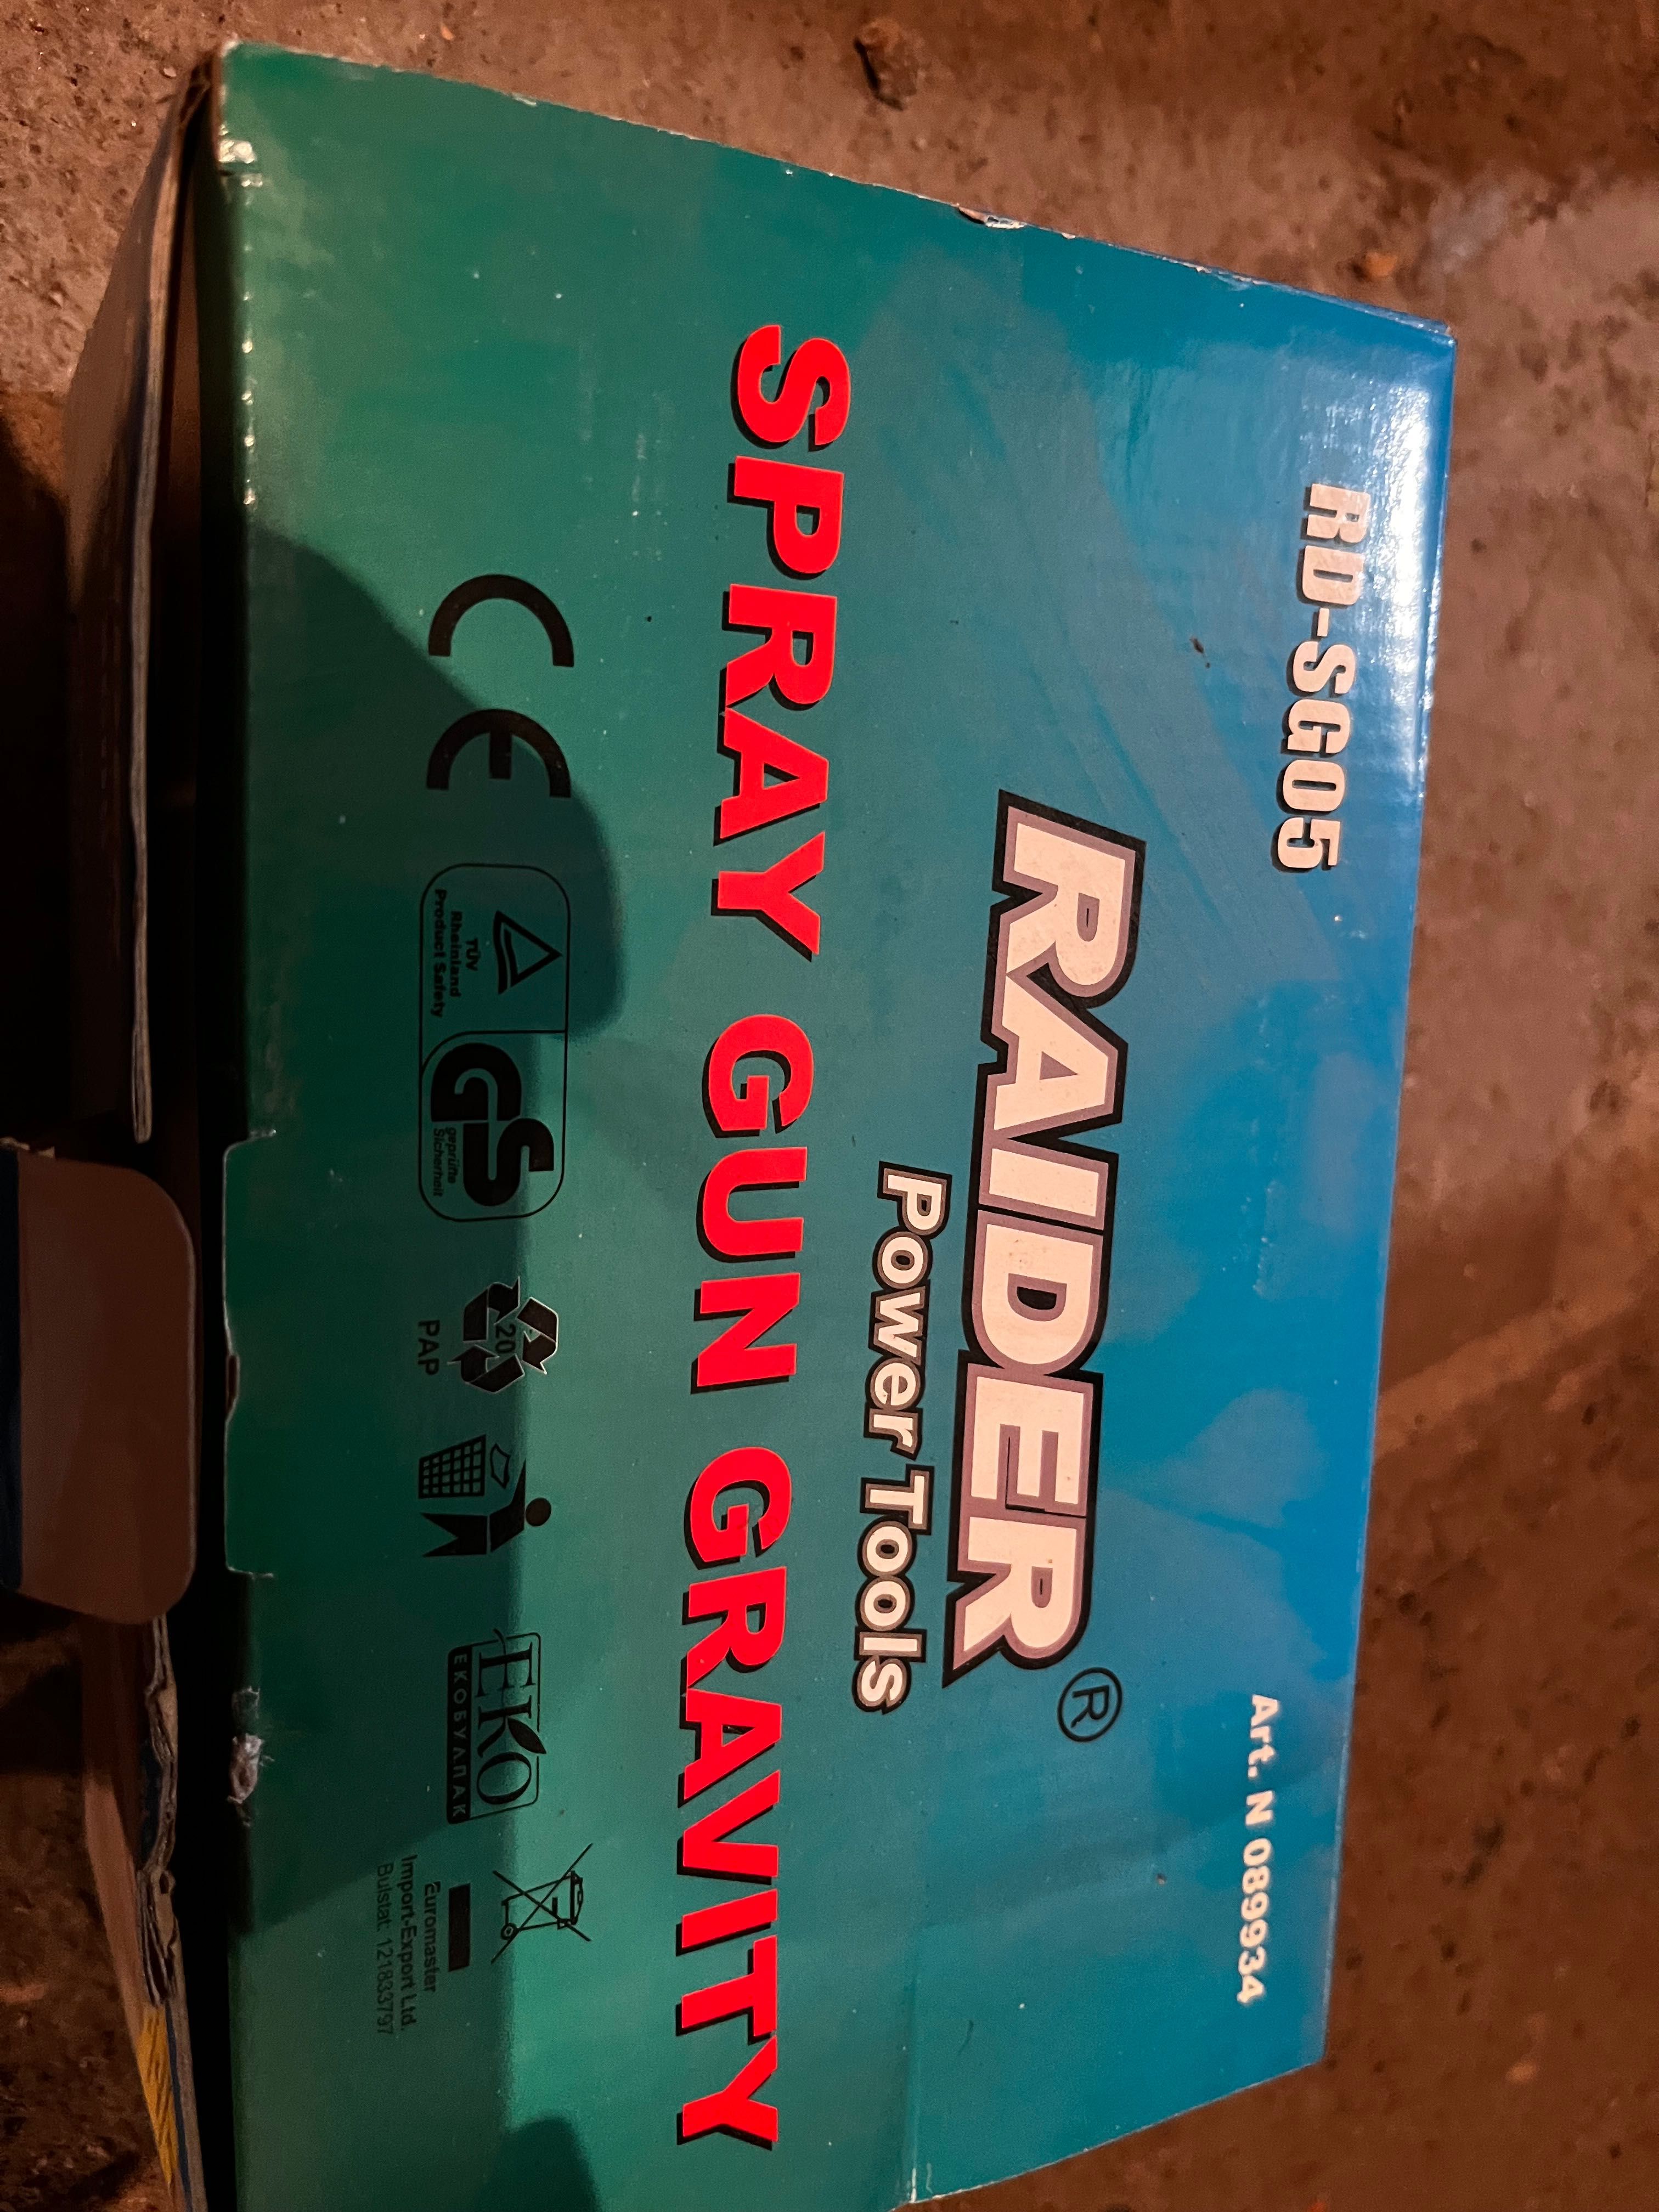 RD-SG05
Art. N 089934
RAIDER®
Power Tools
SPRAY GUN GRAVITY
CE
TÜV
Rheinland
Product Safety
GS
geprüfte
Sicherheit
20
PAP
EKO
ЕКОБУЛПАК
Euromaster
Import-Export Ltd.
Bulstat: 121833797